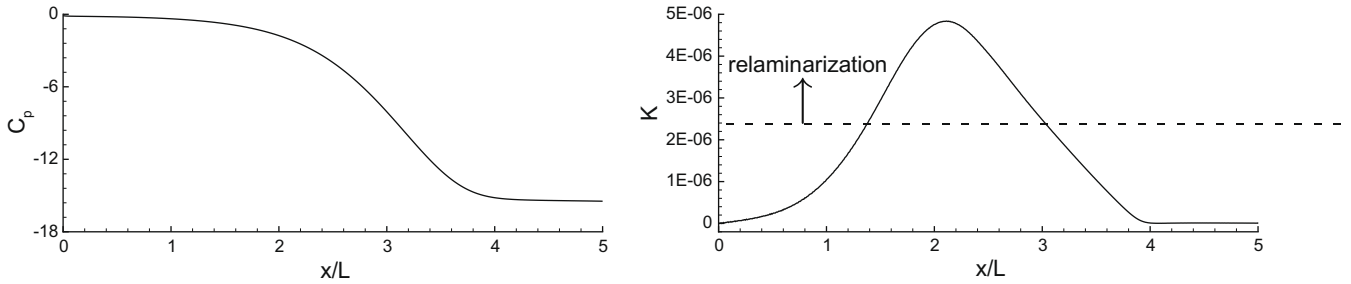 0
-6
-12
-18
C_p
0 1 2 3 4 5
x/L
5E-06
4E-06
3E-06
2E-06
1E-06
0
K
relaminarization
0 1 2 3 4 5
x/L